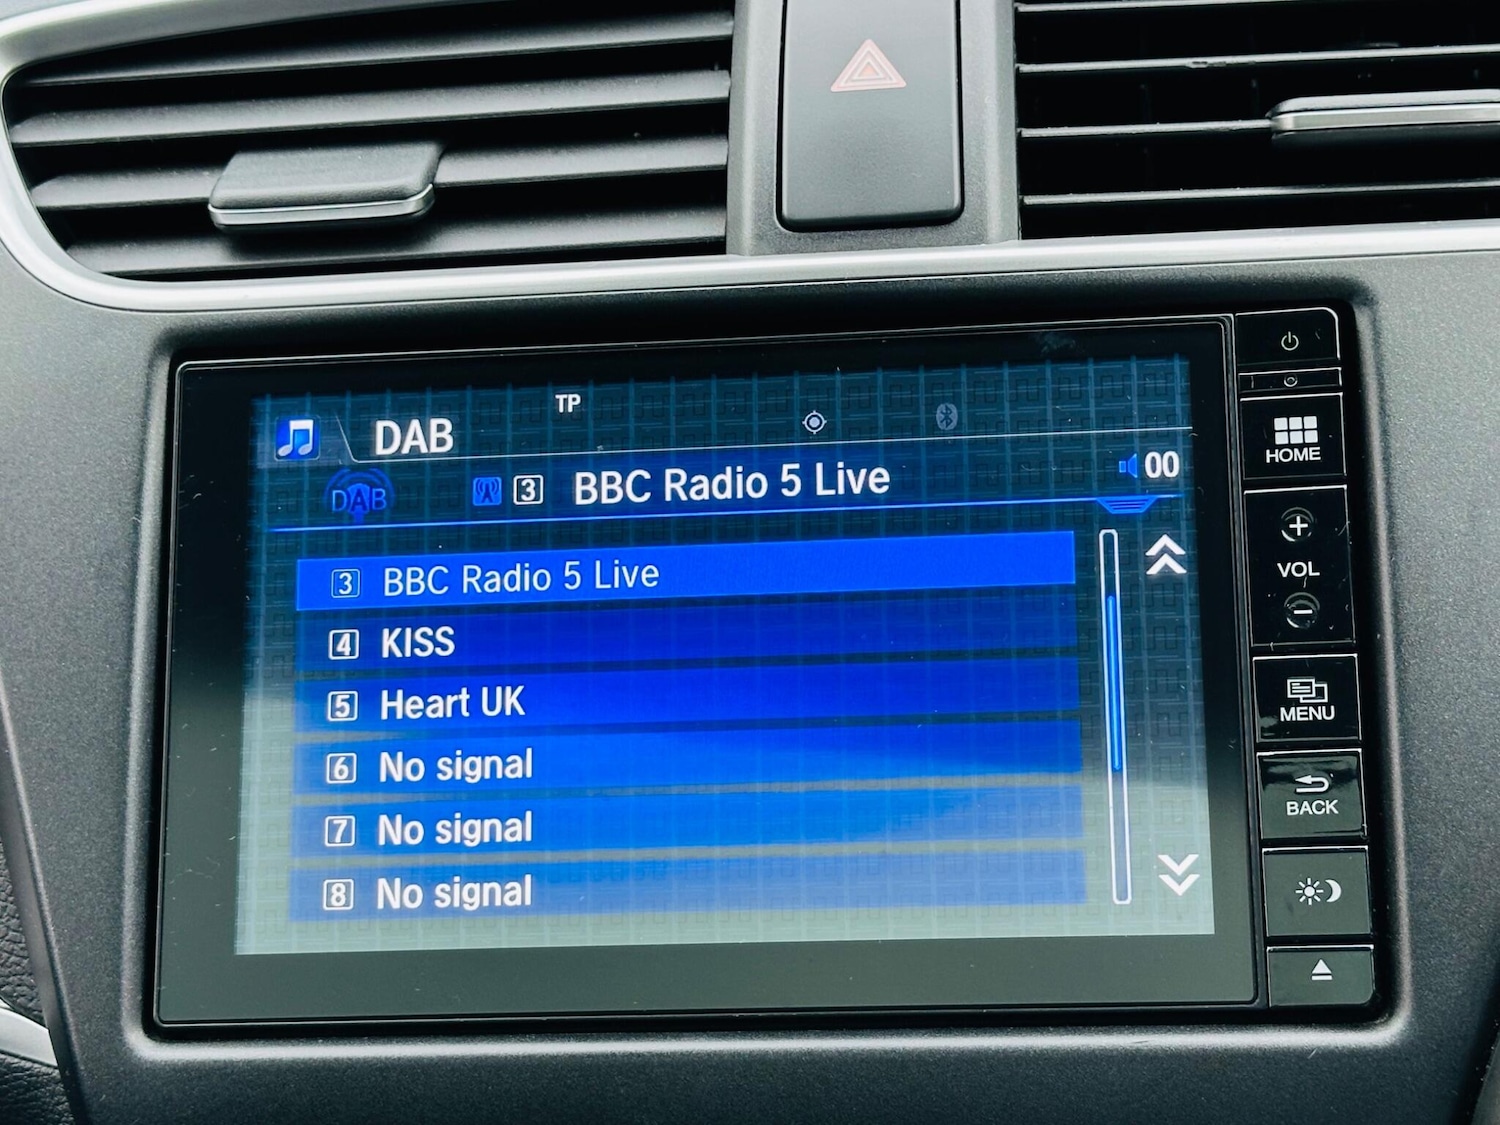 TP
DAB
DAB 3 BBC Radio 5 Live 00
3 BBC Radio 5 Live
4 KISS
5 Heart UK
6 No signal
7 No signal
8 No signal
HOME
+
VOL
-
MENU
BACK